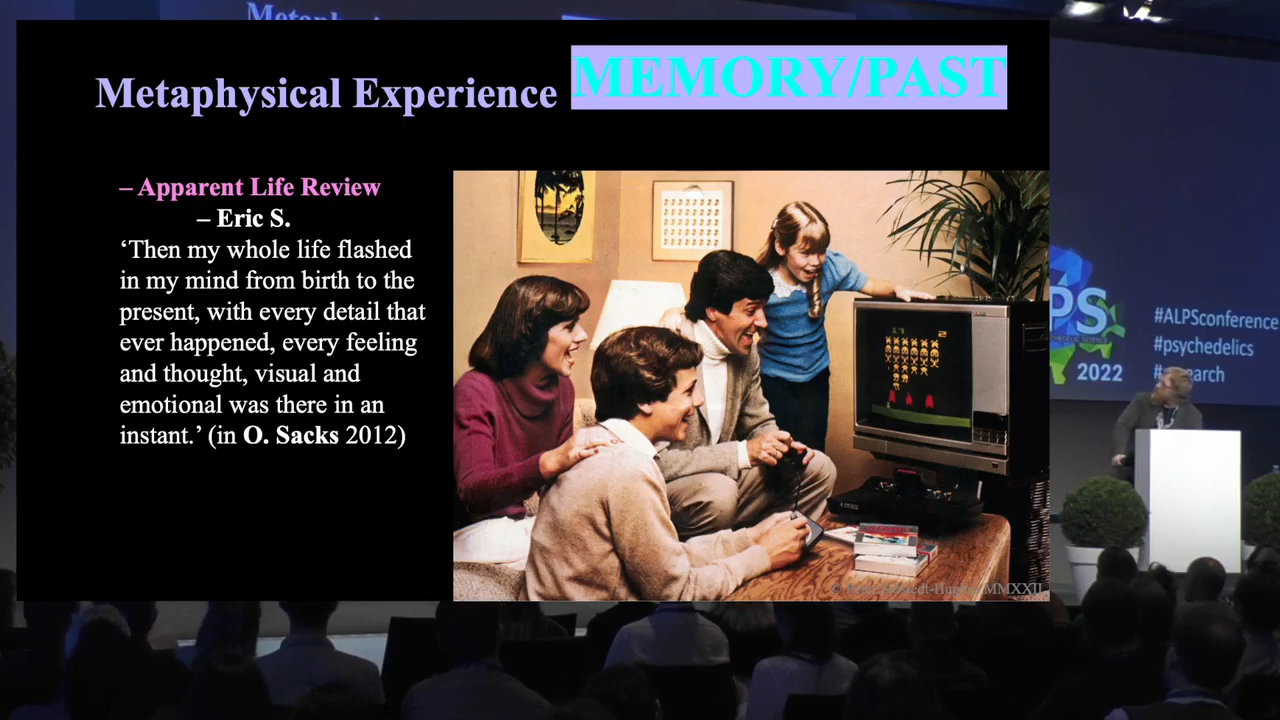 Metaphysical Experience MEMORY/PAST
– Apparent Life Review
– Eric S.
‘Then my whole life flashed
in my mind from birth to the
present, with every detail that
ever happened, every feeling
and thought, visual and
emotional was there in an
instant.’ (in O. Sacks 2012)
PS
2022
#ALPSconference
#psychedelics
MMXXII